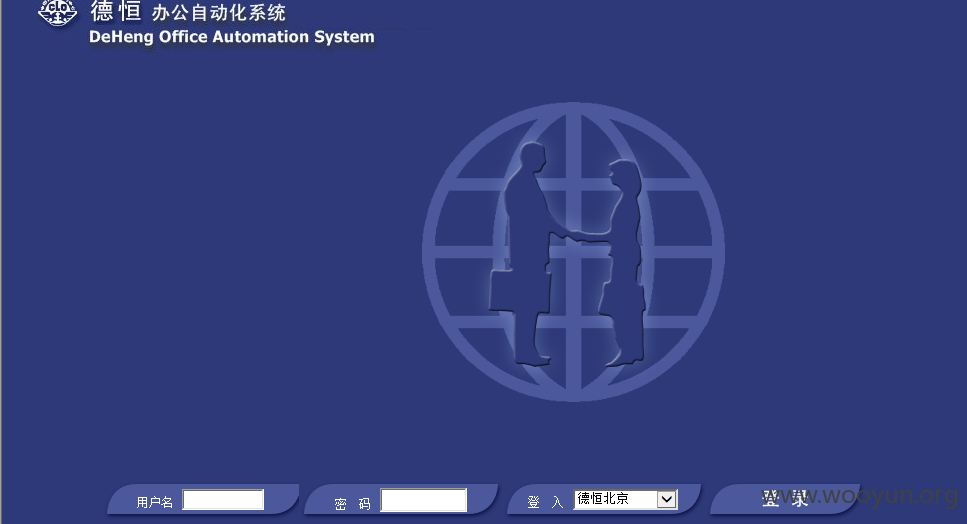 CLO
德恒 办公自动化系统
DeHeng Office Automation System
用户名
密 码
登 入 德恒北京
登 录
www.wooyun.org